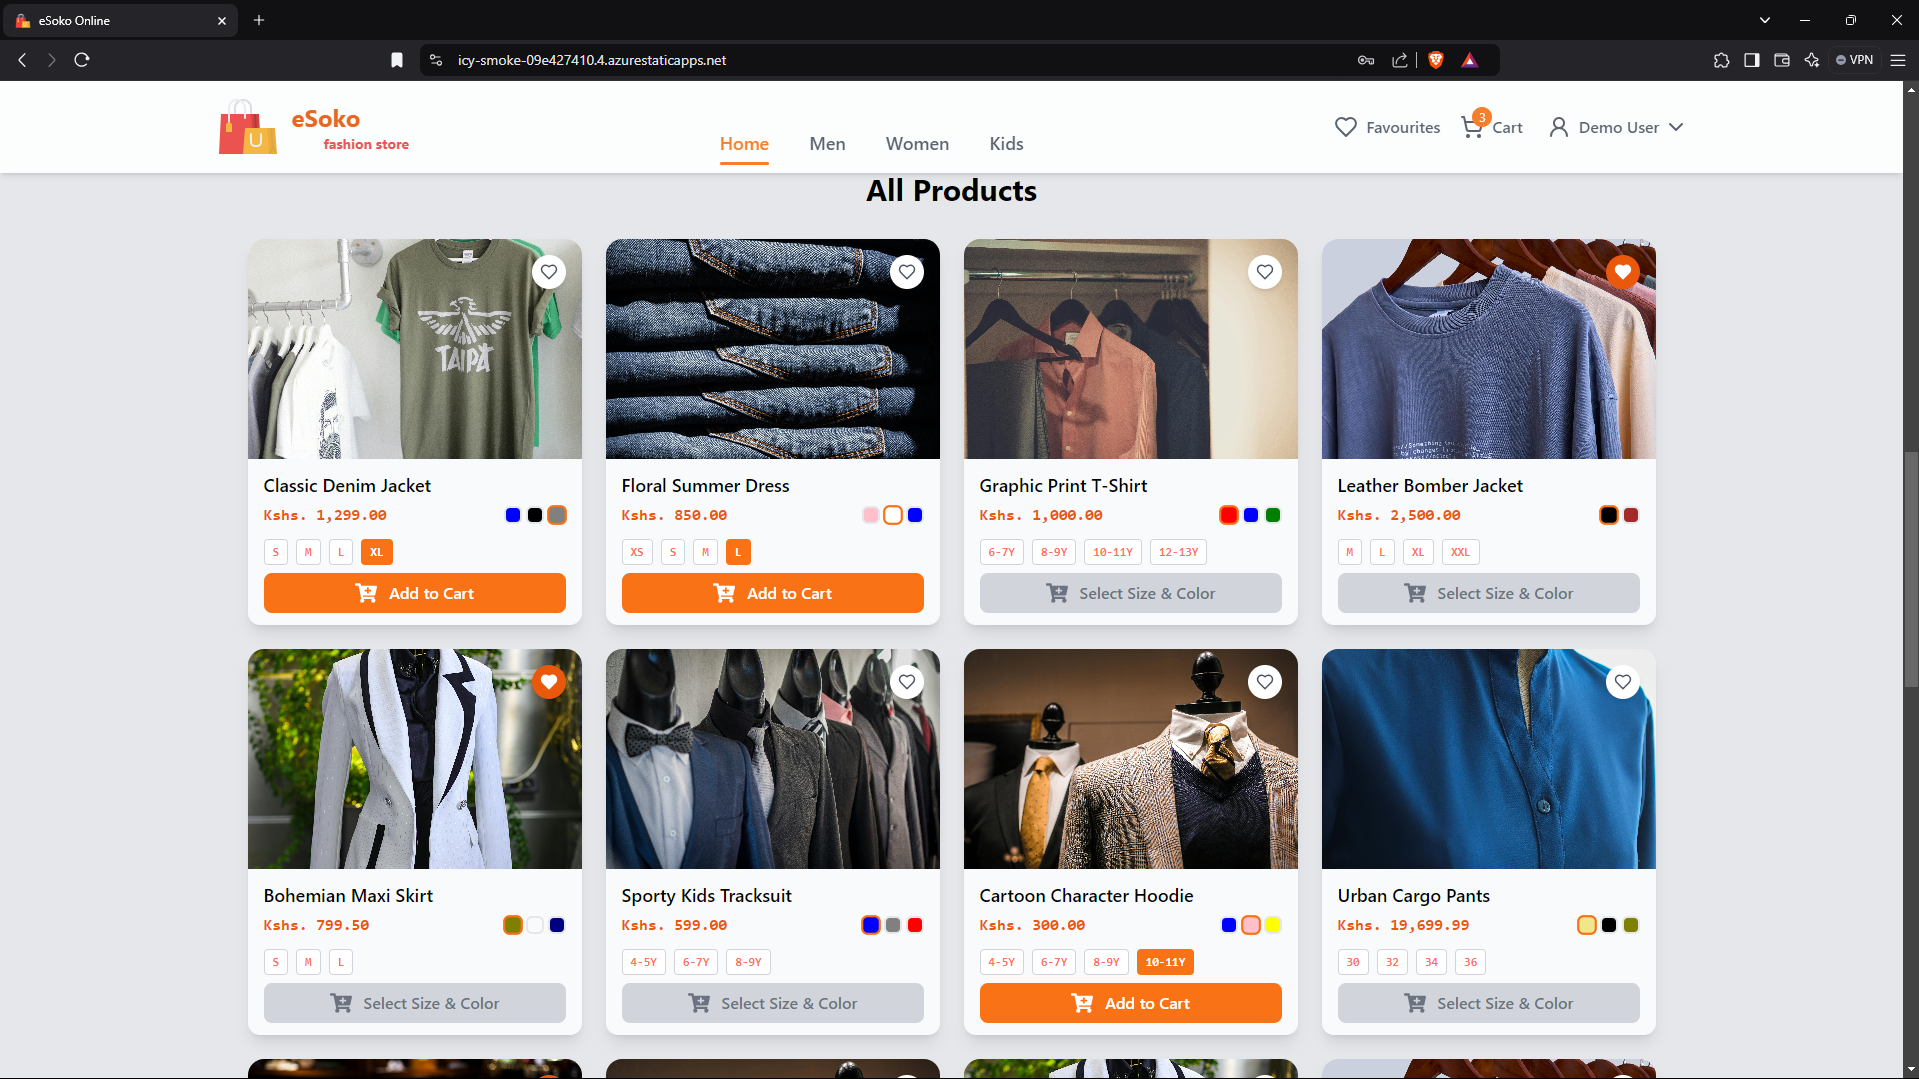 eSoko Online
icy-smoke-09e427410.4.azurestaticapps.net
VPN
eSoko
fashion store
Home Men Women Kids
Favourites 3 Cart Demo User
All Products
TAIPA
Classic Denim Jacket
Kshs. 1,299.00
S M L XL
Add to Cart
Floral Summer Dress
Kshs. 850.00
XS S M L
Add to Cart
Graphic Print T-Shirt
Kshs. 1,000.00
6-7Y 8-9Y 10-11Y 12-13Y
Select Size & Color
Leather Bomber Jacket
Kshs. 2,500.00
M L XL XXL
Select Size & Color
Bohemian Maxi Skirt
Kshs. 799.50
S M L
Select Size & Color
Sporty Kids Tracksuit
Kshs. 599.00
4-5Y 6-7Y 8-9Y
Select Size & Color
Cartoon Character Hoodie
Kshs. 300.00
4-5Y 6-7Y 8-9Y 10-11Y
Add to Cart
Urban Cargo Pants
Kshs. 19,699.99
30 32 34 36
Select Size & Color